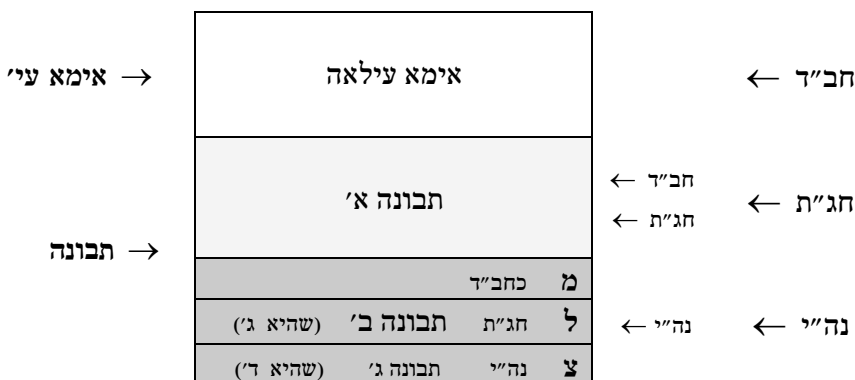 חב״ד ← אימא עילאה → אימא עי׳
חג״ת ← חב״ד ← תבונה א׳
חג״ת ←
→ תבונה
מ כחב״ד
נה״י ← נה״י ← ל חג״ת תבונה ב׳ (שהיא ג׳)
צ נה״י תבונה ג׳ (שהיא ד׳)